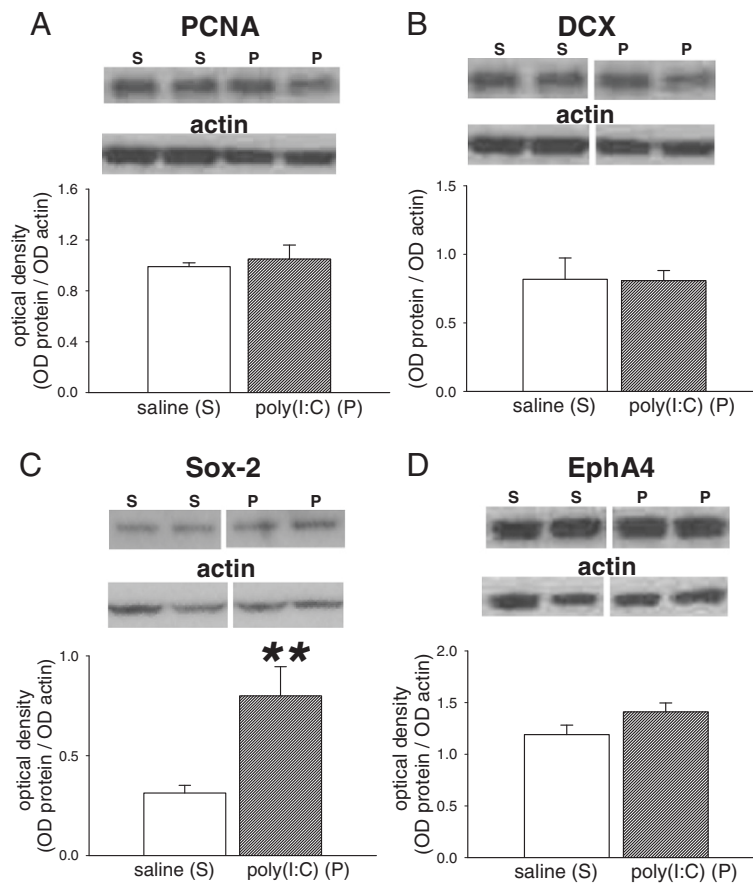 A PCNA
S S P P
actin
1.6
1.2
0.8
0.4
0.0
optical density
(OD protein / OD actin)
saline (S) poly(I:C) (P)
B DCX
S S P P
actin
1.5
1.0
0.5
0.0
(OD protein / OD actin)
saline (S) poly(I:C) (P)
C Sox-2
S S P P
actin
**
1.0
0.5
0.0
optical density
(OD protein / OD actin)
saline (S) poly(I:C) (P)
D EphA4
S S P P
actin
2.0
1.5
1.0
0.5
0.0
optical density
(OD protein / OD actin)
saline (S) poly(I:C) (P)